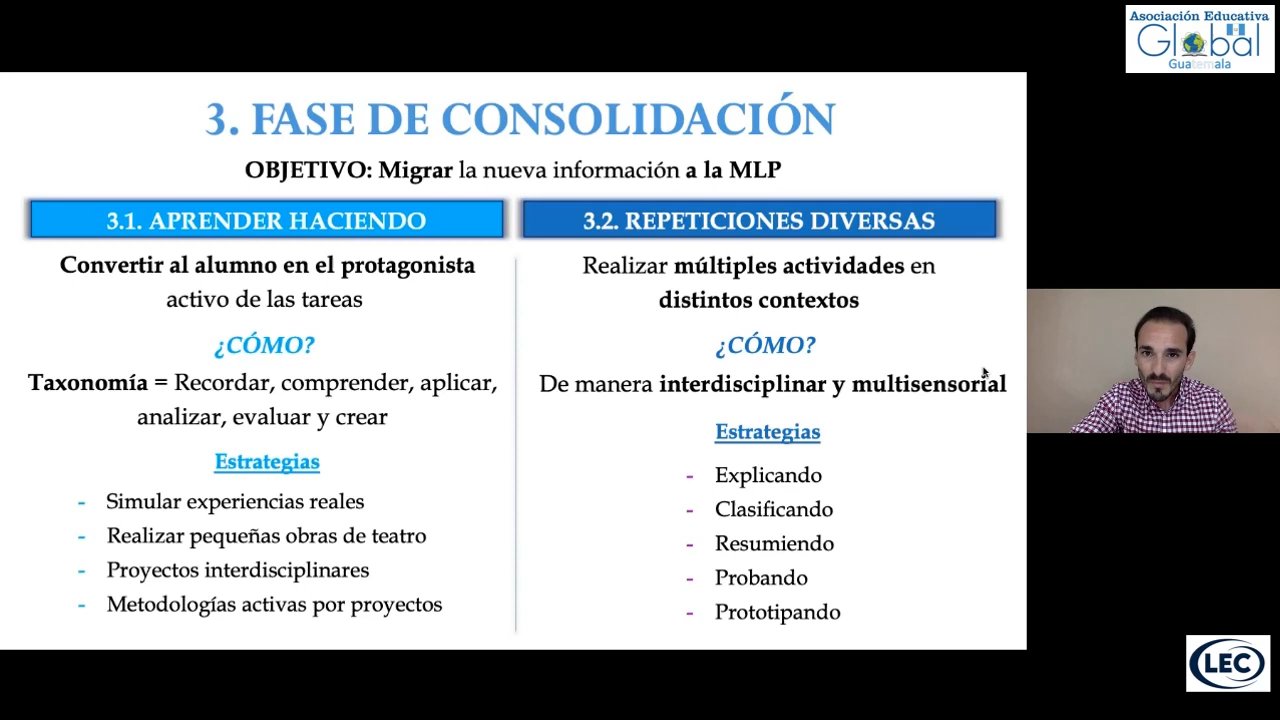 Asociación Educativa
Global
Guatemala
3. FASE DE CONSOLIDACIÓN
OBJETIVO: Migrar la nueva información a la MLP
3.1. APRENDER HACIENDO
Convertir al alumno en el protagonista
activo de las tareas
¿CÓMO?
Taxonomía = Recordar, comprender, aplicar,
analizar, evaluar y crear
Estrategias
- Simular experiencias reales
- Realizar pequeñas obras de teatro
- Proyectos interdisciplinares
- Metodologías activas por proyectos
3.2. REPETICIONES DIVERSAS
Realizar múltiples actividades en
distintos contextos
¿CÓMO?
De manera interdisciplinar y multisensorial
Estrategias
- Explicando
- Clasificando
- Resumiendo
- Probando
- Prototipando
LEC